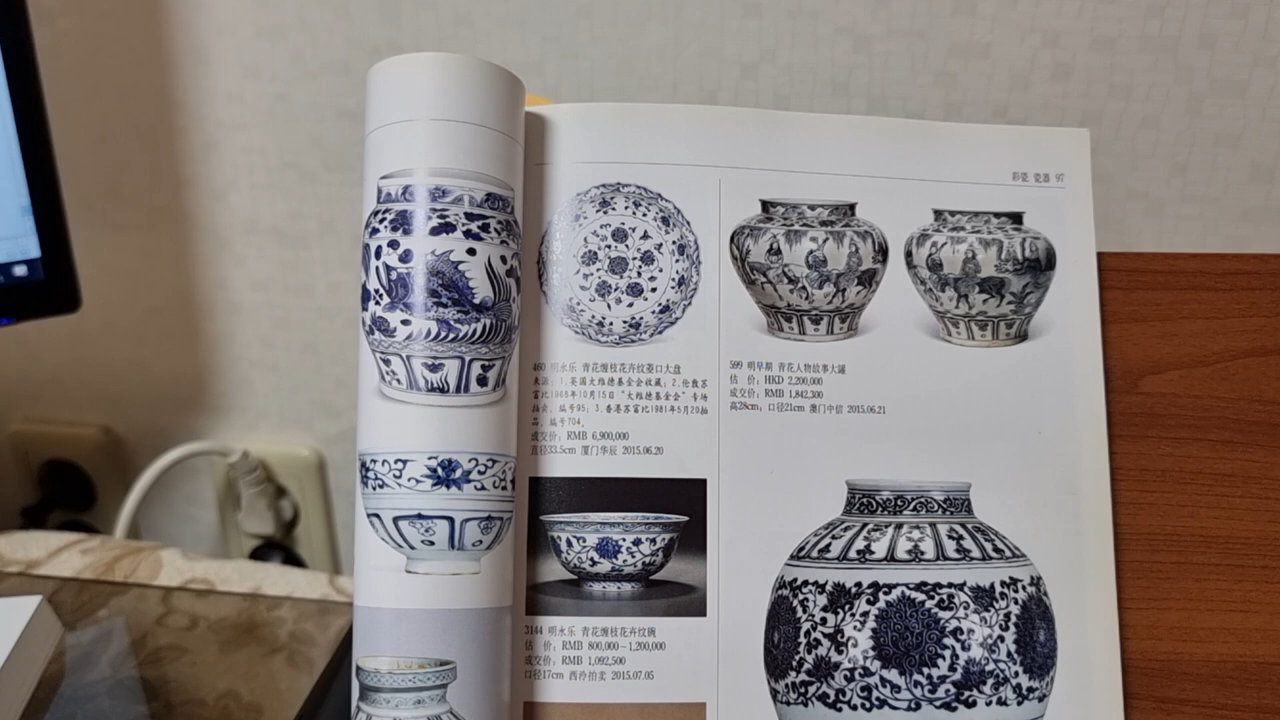 彩瓷 瓷器 97
460 明永乐 青花缠枝花卉纹菱口大盘
来源：1.英国大维德基金会收藏；2.伦敦苏
富比1968年10月15日“大维德基金会”专场
拍卖，编号95；3.香港苏富比1981年5月20拍
品，编号704。
成交价：RMB 6,900,000
直径33.5cm 厦门华辰 2015.06.20
3144 明永乐 青花缠枝花卉纹碗
估　价：RMB 800,000~1,200,000
成交价：RMB 1,092,500
口径17cm 西泠拍卖 2015.07.05
599 明早期 青花人物故事大罐
估　价：HKD 2,200,000
成交价：RMB 1,842,300
高28cm；口径21cm 澳门中信 2015.06.21